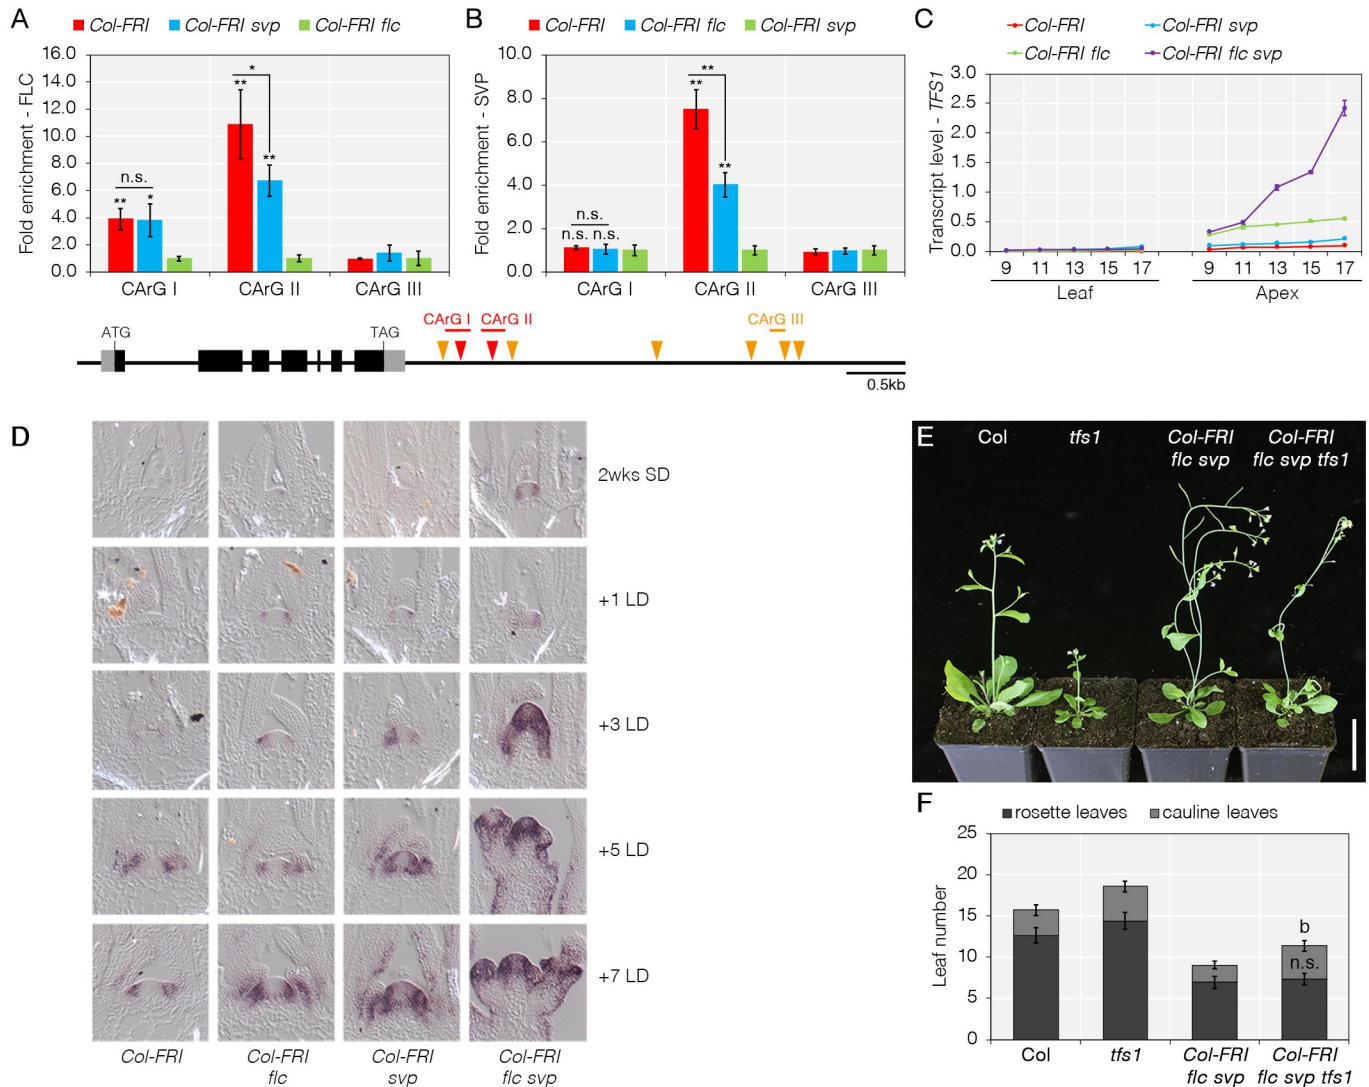 A
Col-FRI Col-FRI svp Col-FRI flc
Fold enrichment - FLC
16.0
14.0
12.0
10.0
8.0
6.0
4.0
2.0
0.0
n.s.
** *
*
**
**
CArG I CArG II CArG III
B
Col-FRI Col-FRI flc Col-FRI svp
Fold enrichment - SVP
10.0
8.0
6.0
4.0
2.0
0.0
n.s.
n.s. n.s.
**
**
**
CArG I CArG II CArG III
C
Col-FRI Col-FRI svp
Col-FRI flc Col-FRI flc svp
Transcript level - TFS1
3.0
2.5
2.0
1.5
1.0
0.5
0.0
9 11 13 15 17 9 11 13 15 17
Leaf Apex
ATG TAG CArG I CArG II CArG III
0.5kb
D
2wks SD
+1 LD
+3 LD
+5 LD
+7 LD
Col-FRI Col-FRI Col-FRI Col-FRI
flc svp flc svp
E
Col tfs1 Col-FRI Col-FRI
flc svp flc svp tfs1
F
rosette leaves cauline leaves
Leaf number
25
20
15
10
5
0
b
n.s.
Col tfs1 Col-FRI Col-FRI
flc svp flc svp tfs1